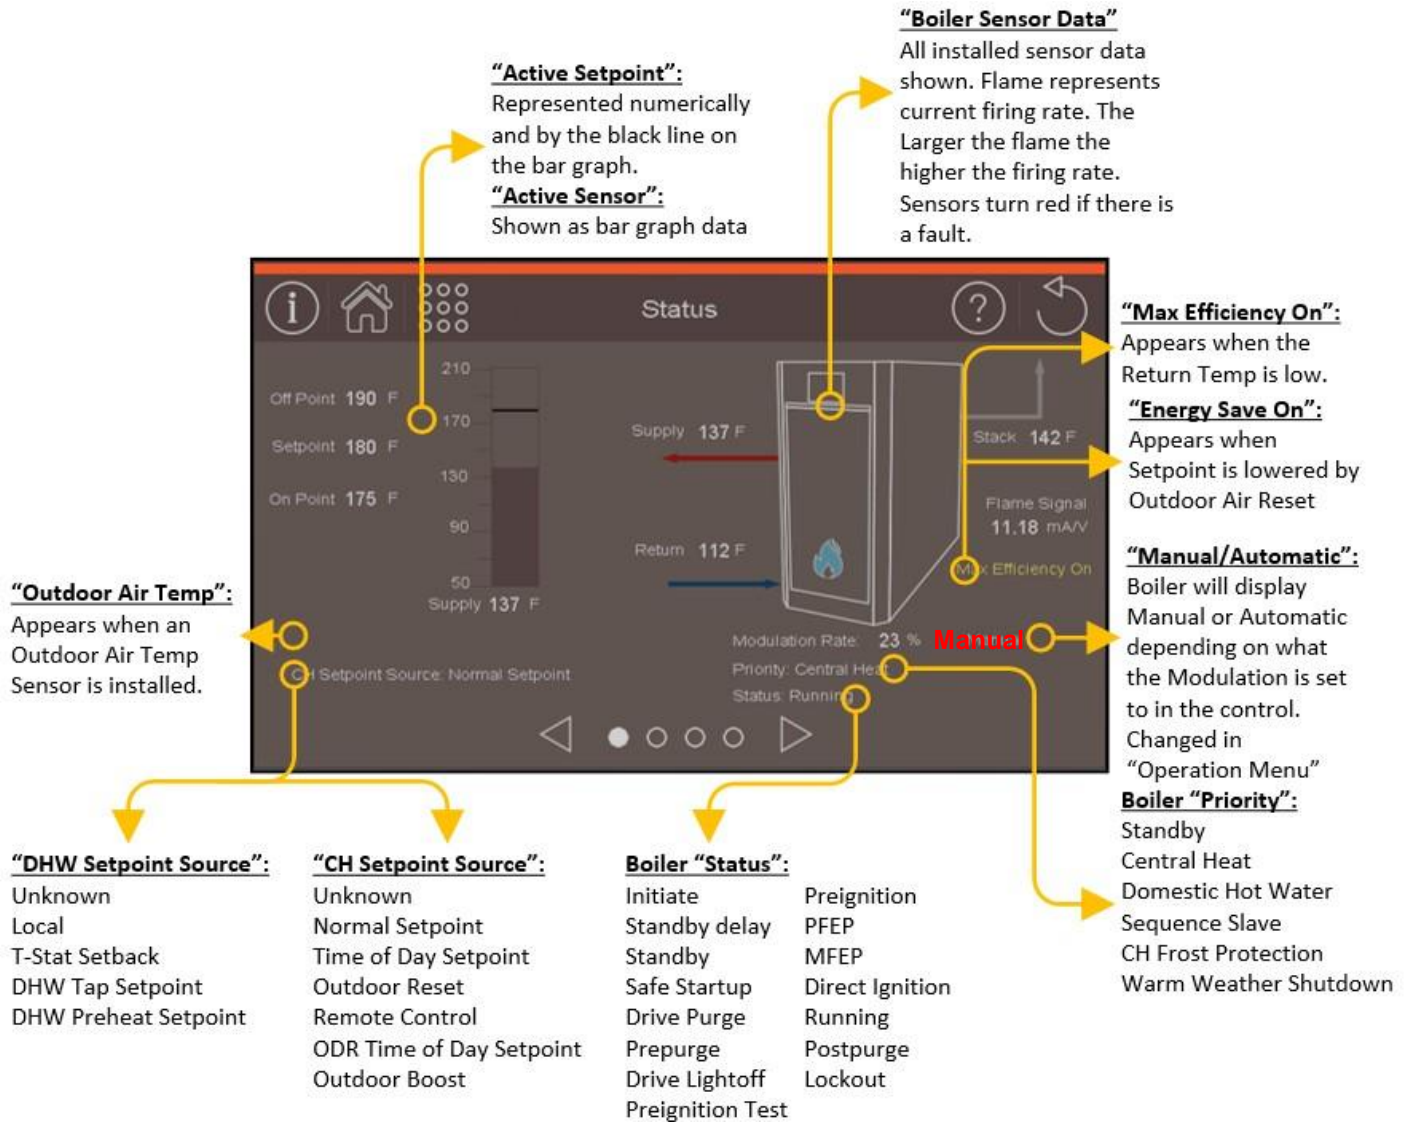 “Boiler Sensor Data”
All installed sensor data
shown. Flame represents
current firing rate. The
Larger the flame the
higher the firing rate.
Sensors turn red if there is
a fault.
“Active Setpoint”:
Represented numerically
and by the black line on
the bar graph.
“Active Sensor”:
Shown as bar graph data
i
Status
?
“Max Efficiency On”:
Appears when the
Return Temp is low.
“Energy Save On”:
Appears when
Setpoint is lowered by
Outdoor Air Reset
“Manual/Automatic”:
Boiler will display
Manual or Automatic
depending on what
the Modulation is set
to in the control.
Changed in
“Operation Menu”
Boiler “Priority”:
Standby
Central Heat
Domestic Hot Water
Sequence Slave
CH Frost Protection
Warm Weather Shutdown
Off Point 190 F
Setpoint 180 F
On Point 175 F
210
170
130
90
50
Supply 137 F
Supply 137 F
Return 112 F
Stack 142 F
Flame Signal
11.18 mA/V
Max Efficiency On
Modulation Rate: 23 % Manual
Priority: Central Heat
Status: Running
CH Setpoint Source: Normal Setpoint
“Outdoor Air Temp”:
Appears when an
Outdoor Air Temp
Sensor is installed.
“DHW Setpoint Source”:
Unknown
Local
T-Stat Setback
DHW Tap Setpoint
DHW Preheat Setpoint
“CH Setpoint Source”:
Unknown
Normal Setpoint
Time of Day Setpoint
Outdoor Reset
Remote Control
ODR Time of Day Setpoint
Outdoor Boost
Boiler “Status”:
Initiate
Standby delay
Standby
Safe Startup
Drive Purge
Prepurge
Drive Lightoff
Preignition Test
Preignition
PFEP
MFEP
Direct Ignition
Running
Postpurge
Lockout